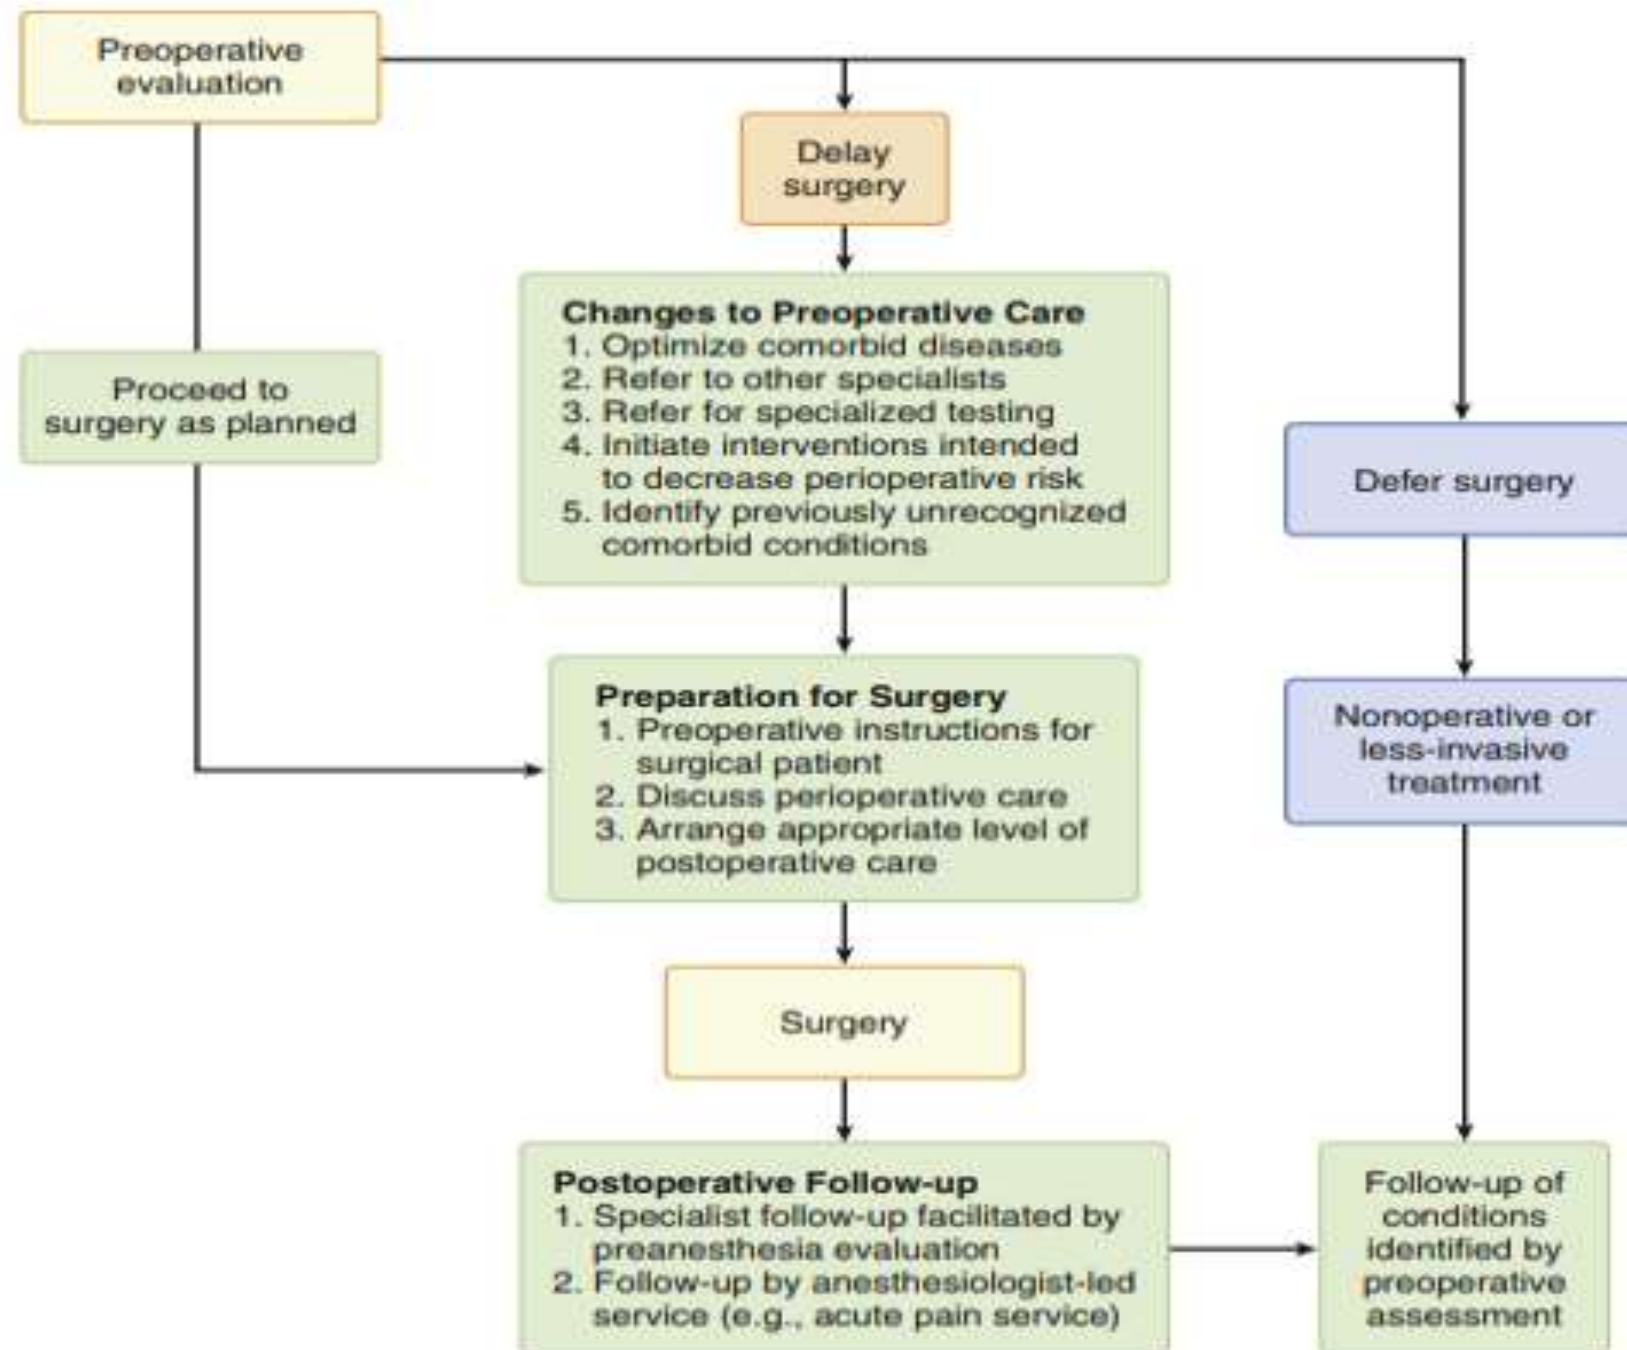 Preoperative
evaluation
Delay
surgery
Changes to Preoperative Care
1. Optimize comorbid diseases
2. Refer to other specialists
3. Refer for specialized testing
4. Initiate interventions intended
to decrease perioperative risk
5. Identify previously unrecognized
comorbid conditions
Proceed to
surgery as planned
Defer surgery
Preparation for Surgery
1. Preoperative instructions for
surgical patient
2. Discuss perioperative care
3. Arrange appropriate level of
postoperative care
Nonoperative or
less-invasive
treatment
Surgery
Postoperative Follow-up
1. Specialist follow-up facilitated by
preanesthesia evaluation
2. Follow-up by anesthesiologist-led
service (e.g., acute pain service)
Follow-up of
conditions
identified by
preoperative
assessment